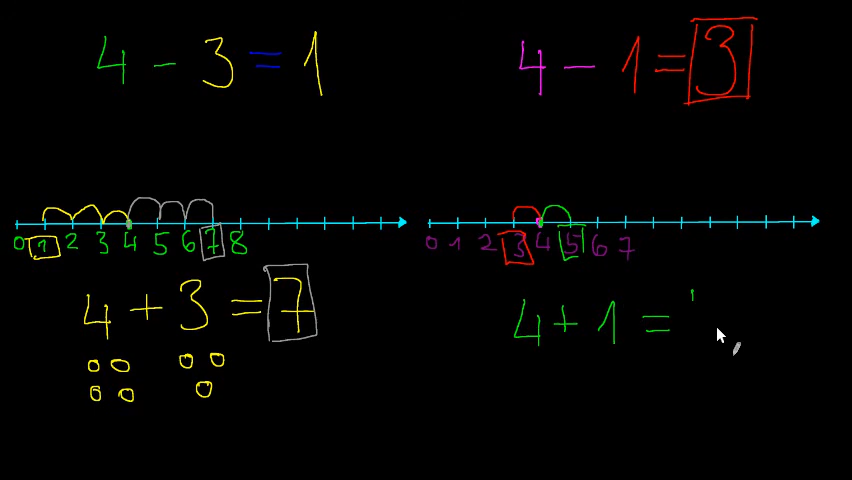 4 - 3 = 1
4 - 1 = 3
0 1 2 3 4 5 6 7 8
0 1 2 3 4 5 6 7
4 + 3 = 7
4 + 1 =